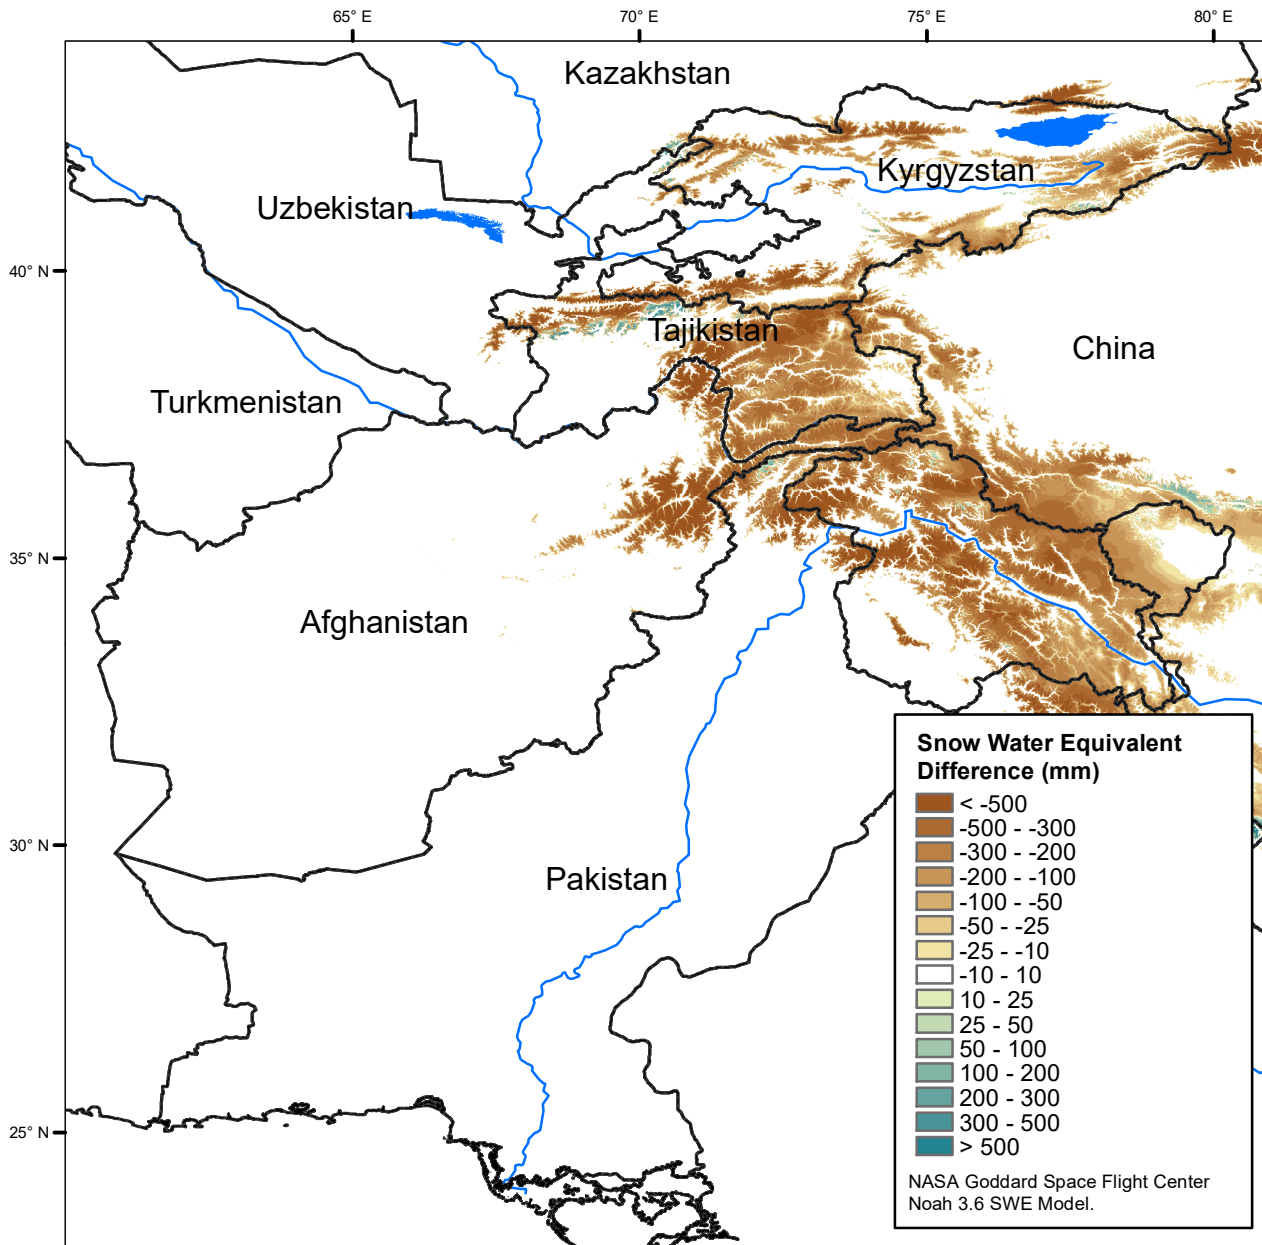 65° E
70° E
75° E
80° E
Kazakhstan
Kyrgyzstan
Uzbekistan
40° N
Tajikistan
China
Turkmenistan
35° N
Afghanistan
30° N
Pakistan
25° N
Snow Water Equivalent
Difference (mm)
< -500
-500 - -300
-300 - -200
-200 - -100
-100 - -50
-50 - -25
-25 - -10
-10 - 10
10 - 25
25 - 50
50 - 100
100 - 200
200 - 300
300 - 500
> 500
NASA Goddard Space Flight Center
Noah 3.6 SWE Model.